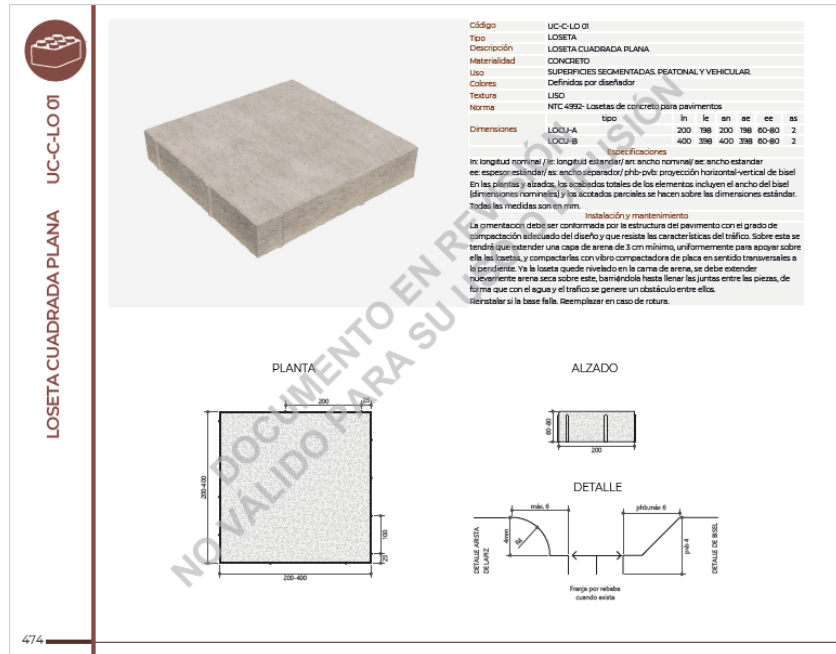 UC-C-LO 01
LOSETA CUADRADA PLANA
Código UC-C-LO 01
Tipo LOSETA
Descripción LOSETA CUADRADA PLANA
Materialidad CONCRETO
Uso SUPERFICIES SEGMENTADAS. PEATONAL Y VEHICULAR.
Colores Definidos por diseñador
Textura LISO
Norma NTC 4992- Losetas de concreto para pavimentos
Dimensiones
tipo ln le an ae ee as
LOCU-A 200 198 200 198 60-80 2
LOCU-B 400 398 400 398 60-80 2
Especificaciones
ln: longitud nominal / le: longitud estandar/ an: ancho nominal/ ae: ancho estandar
ee: espesor estándar/ as: ancho separador/ phb-pvb: proyección horizontal-vertical de bisel
En las plantas y alzados, los acabados totales de los elementos incluyen el ancho del bisel
(dimensiones nominales) y los acotados parciales se hacen sobre las dimensiones estándar.
Todas las medidas son en mm.
Instalación y mantenimiento
La cimentación debe ser conformada por la estructura del pavimento con el grado de
compactación adecuado del diseño y que resista las características del tráfico. Sobre esta se
tendrá que extender una capa de arena de 3 cm mínimo, uniformemente para apoyar sobre
ella las losetas, y compactarlas con vibro compactadora de placa en sentido transversales a
la pendiente. Ya la loseta quede nivelado en la cama de arena, se debe extender
nuevamente arena seca sobre este, barriéndola hasta llenar las juntas entre las piezas, de
forma que con el agua y el trafico se genere un obstáculo entre ellos.
Reinstalar si la base falla. Reemplazar en caso de rotura.
DOCUMENTO EN REVISIÓN
NO VÁLIDO PARA SU USO O DIFUSIÓN
PLANTA
200
25
200-400
100
25
200-400
ALZADO
60-80
200
DETALLE
máx. 6
phb.máx 6
DETALLE ARISTA
DE LAPIZ
4mm
R4
pvb 4
DETALLE DE BISEL
Franja por rebaba
cuando exista
474